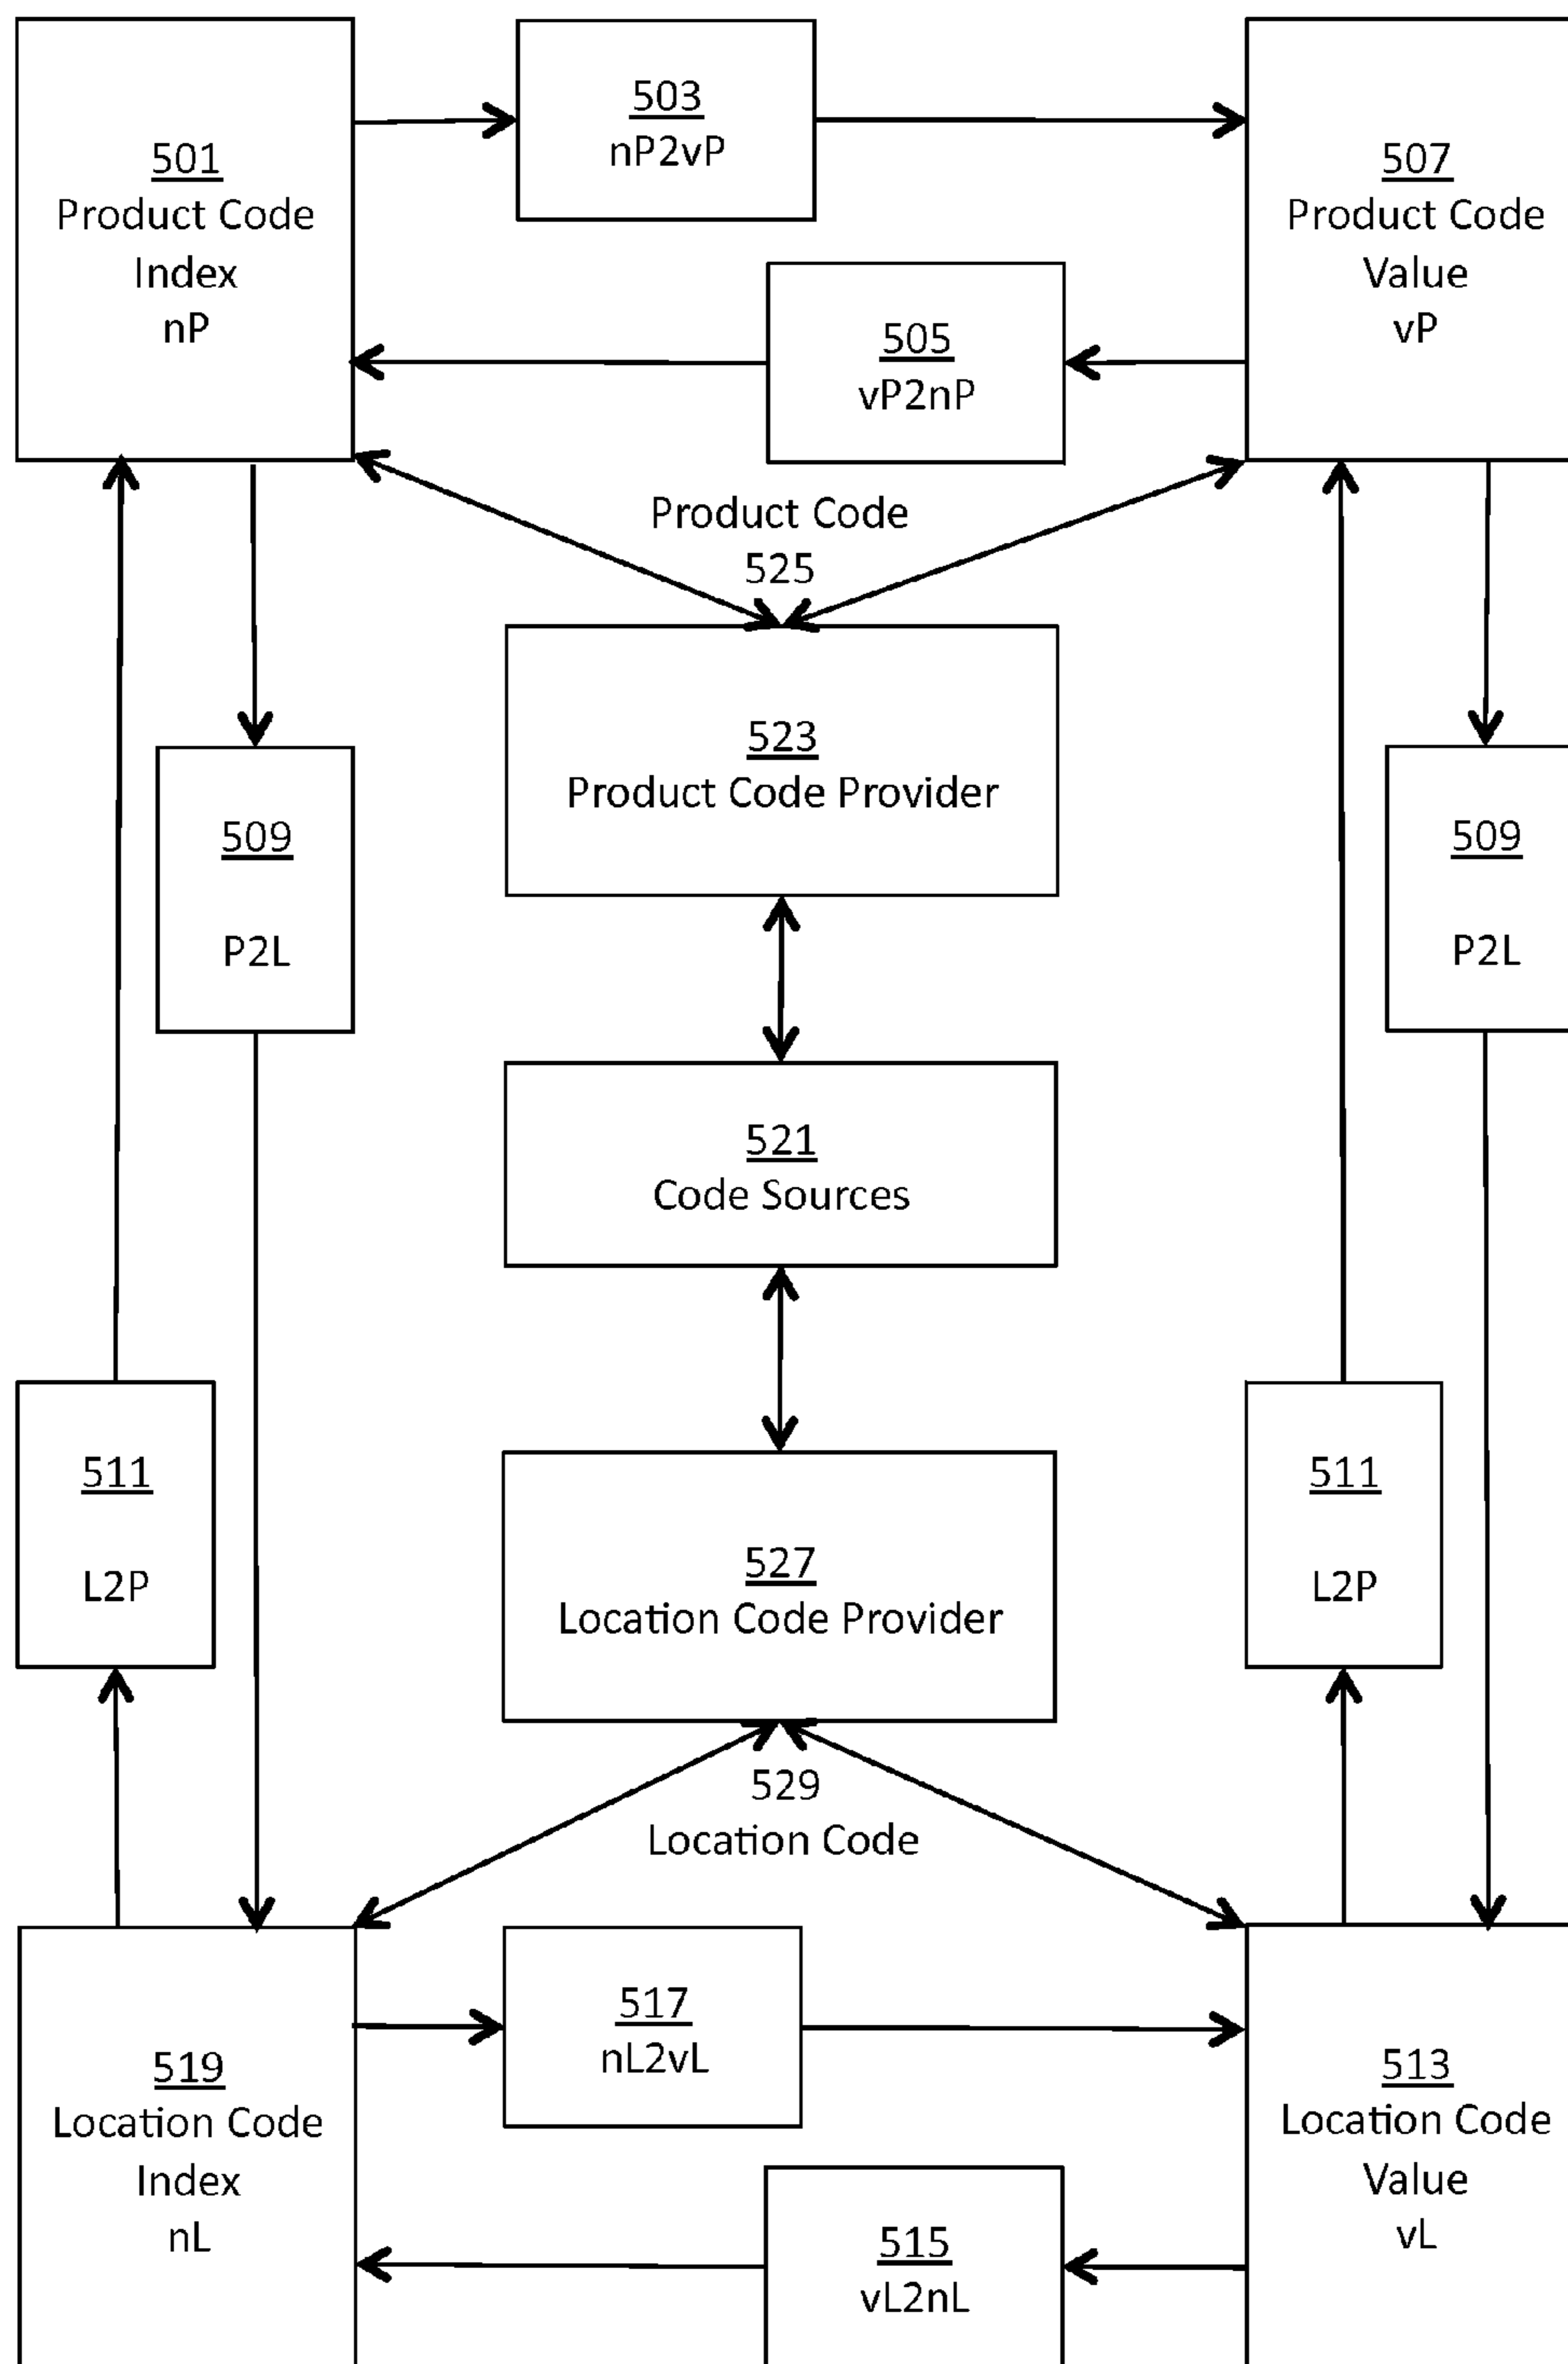 501
Product Code
Index
nP
503
nP2vP
507
Product Code
Value
vP
505
vP2nP
Product Code
525
523
Product Code Provider
509
P2L
509
P2L
521
Code Sources
511
L2P
527
Location Code Provider
511
L2P
529
Location Code
519
Location Code
Index
nL
517
nL2vL
513
Location Code
Value
vL
515
vL2nL